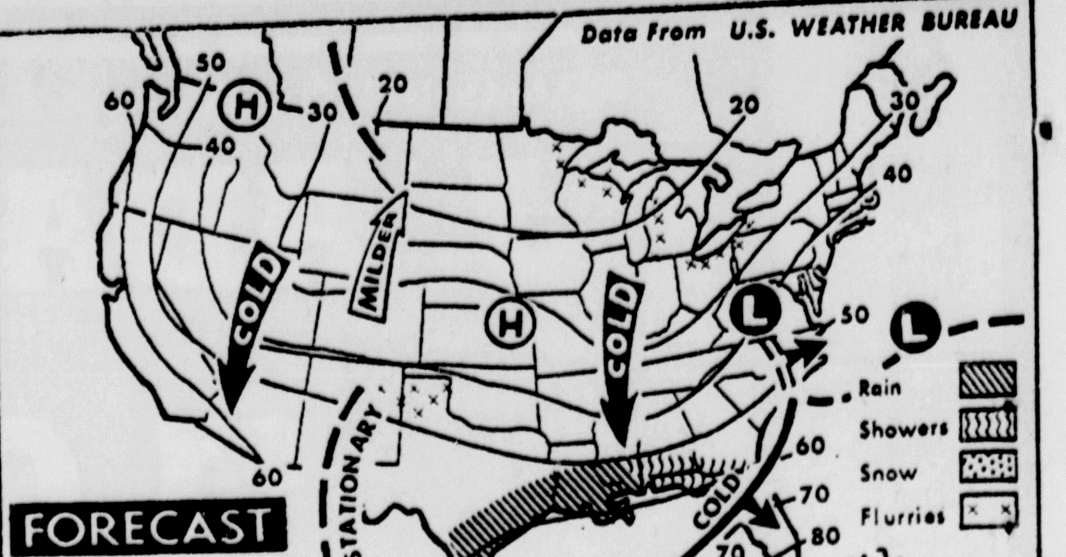 Data From U.S. WEATHER BUREAU
50
60
H
30
20
40
20
30
40
MILDER
COLD
H
COLD
L
50
L
Rain
Showers
Snow
Flurries
STATIONARY
60
60
COLD
70
80
70
FORECAST